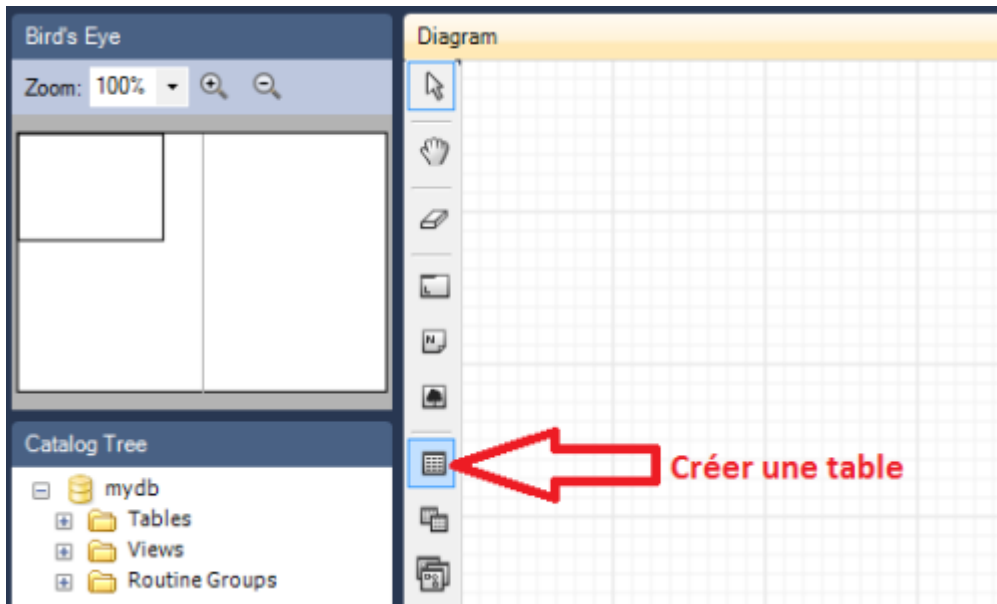 Bird's Eye
Zoom: 100%
Diagram
Créer une table
Catalog Tree
mydb
Tables
Views
Routine Groups